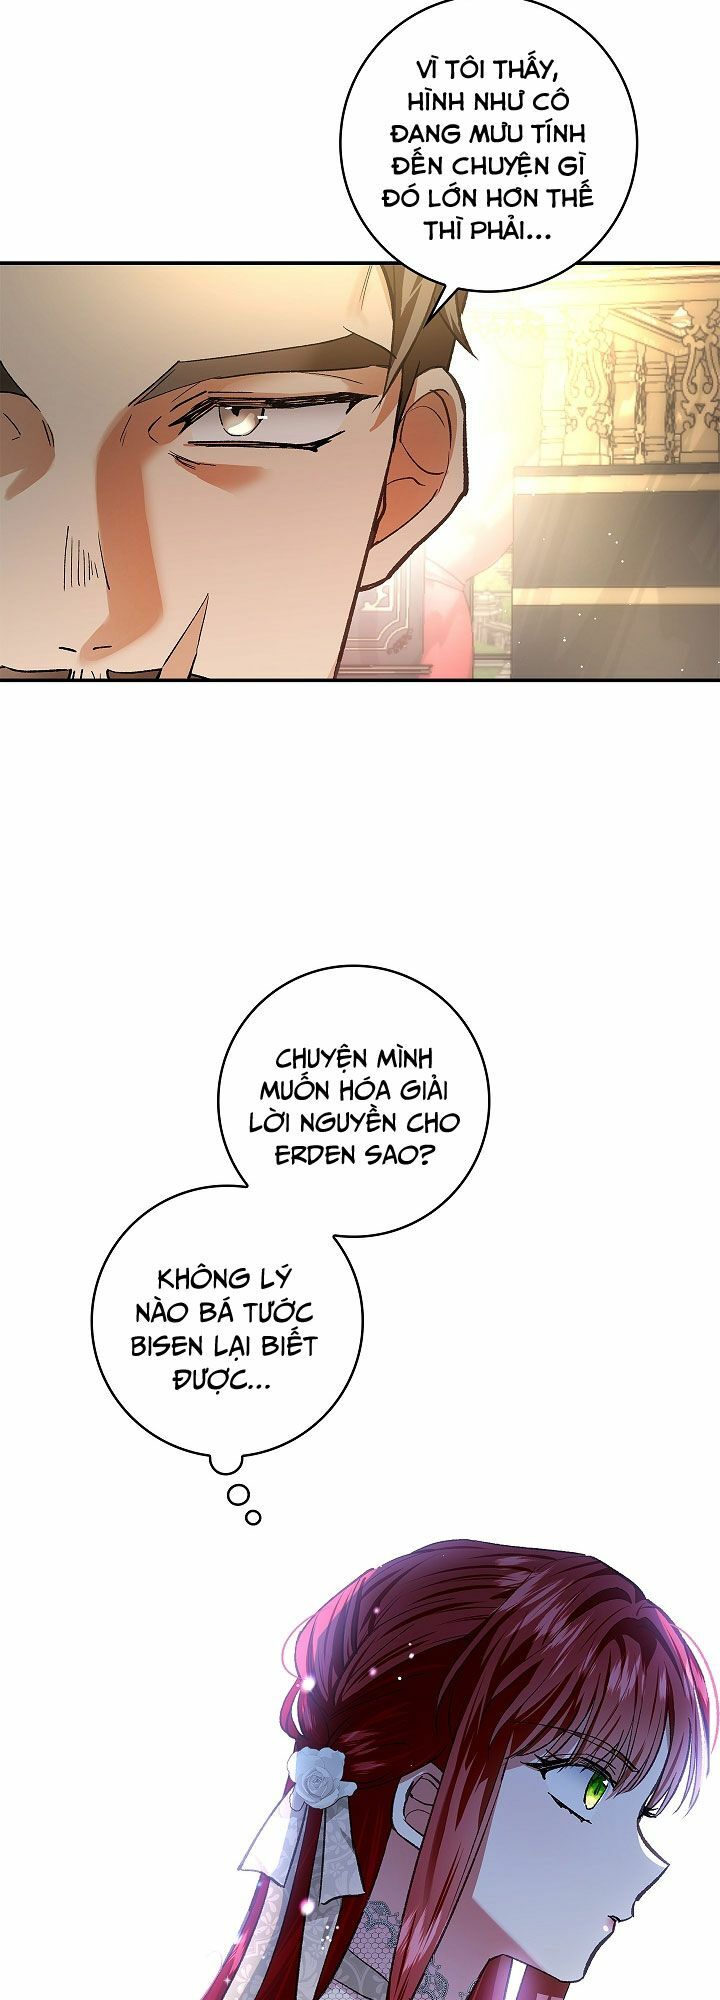 VÌ TÔI THẤY,
HÌNH NHƯ CÔ
ĐANG MƯU TÍNH
ĐẾN CHUYỆN GÌ
ĐÓ LỚN HƠN THẾ
THÌ PHẢI...
CHUYỆN MÌNH
MUỐN HÓA GIẢI
LỜI NGUYỀN CHO
ERDEN SAO?
KHÔNG LÝ
NÀO BÁ TƯỚC
BISEN LẠI BIẾT
ĐƯỢC...